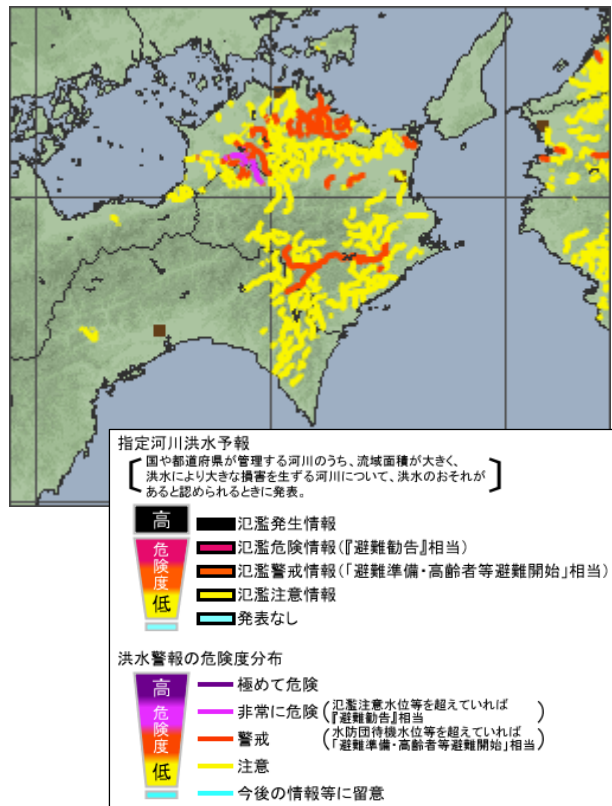 指定河川洪水予報
国や都道府県が管理する河川のうち、流域面積が大きく、
洪水により大きな損害を生ずる河川について、洪水のおそれが
あると認められるときに発表。
高
危険度
低
氾濫発生情報
氾濫危険情報(『避難勧告』相当)
氾濫警戒情報(「避難準備・高齢者等避難開始」相当)
氾濫注意情報
発表なし
洪水警報の危険度分布
高
危険度
低
極めて危険
非常に危険(氾濫注意水位等を超えていれば
『避難勧告』相当)
警戒(水防団待機水位等を超えていれば
「避難準備・高齢者等避難開始」相当)
注意
今後の情報等に留意